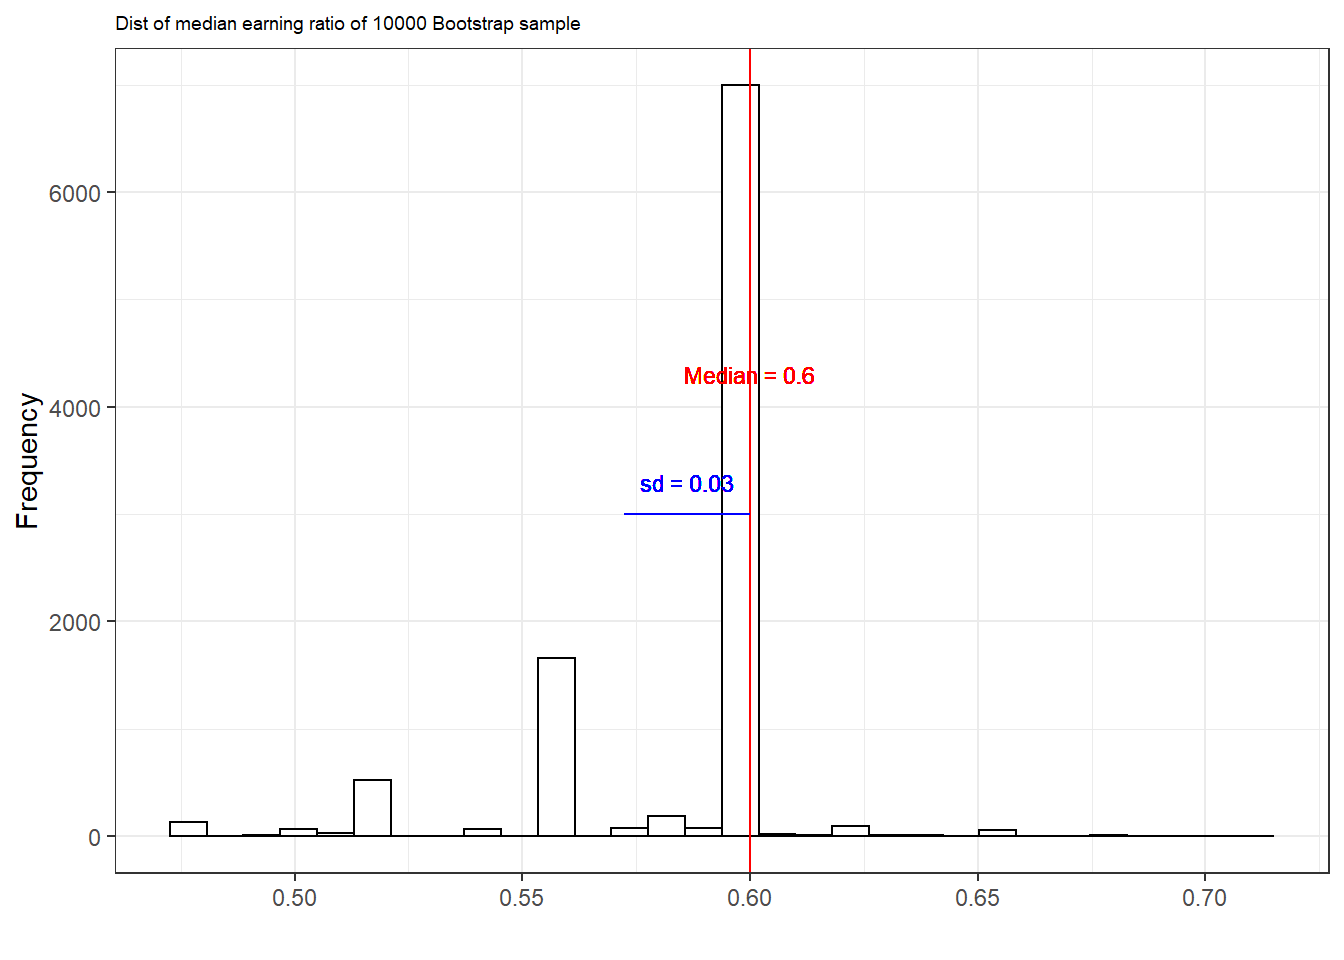 Dist of median earning ratio of 10000 Bootstrap sample
Frequency
6000
4000
2000
0
Median = 0.6
sd = 0.03
0.50 0.55 0.60 0.65 0.70